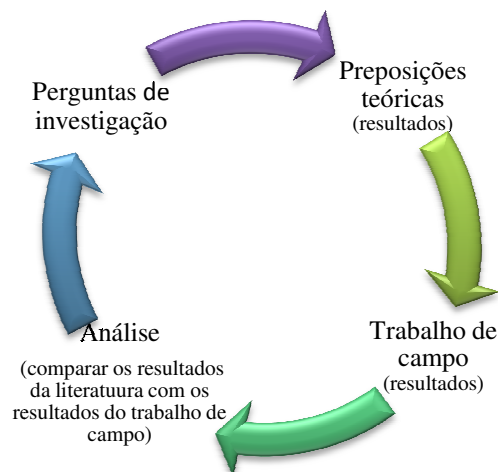 Perguntas de
investigação
Preposições
teóricas
(resultados)
Trabalho de
campo
(resultados)
Análise
(comparar os resultados
da literatuura com os
resultados do trabalho de
campo)